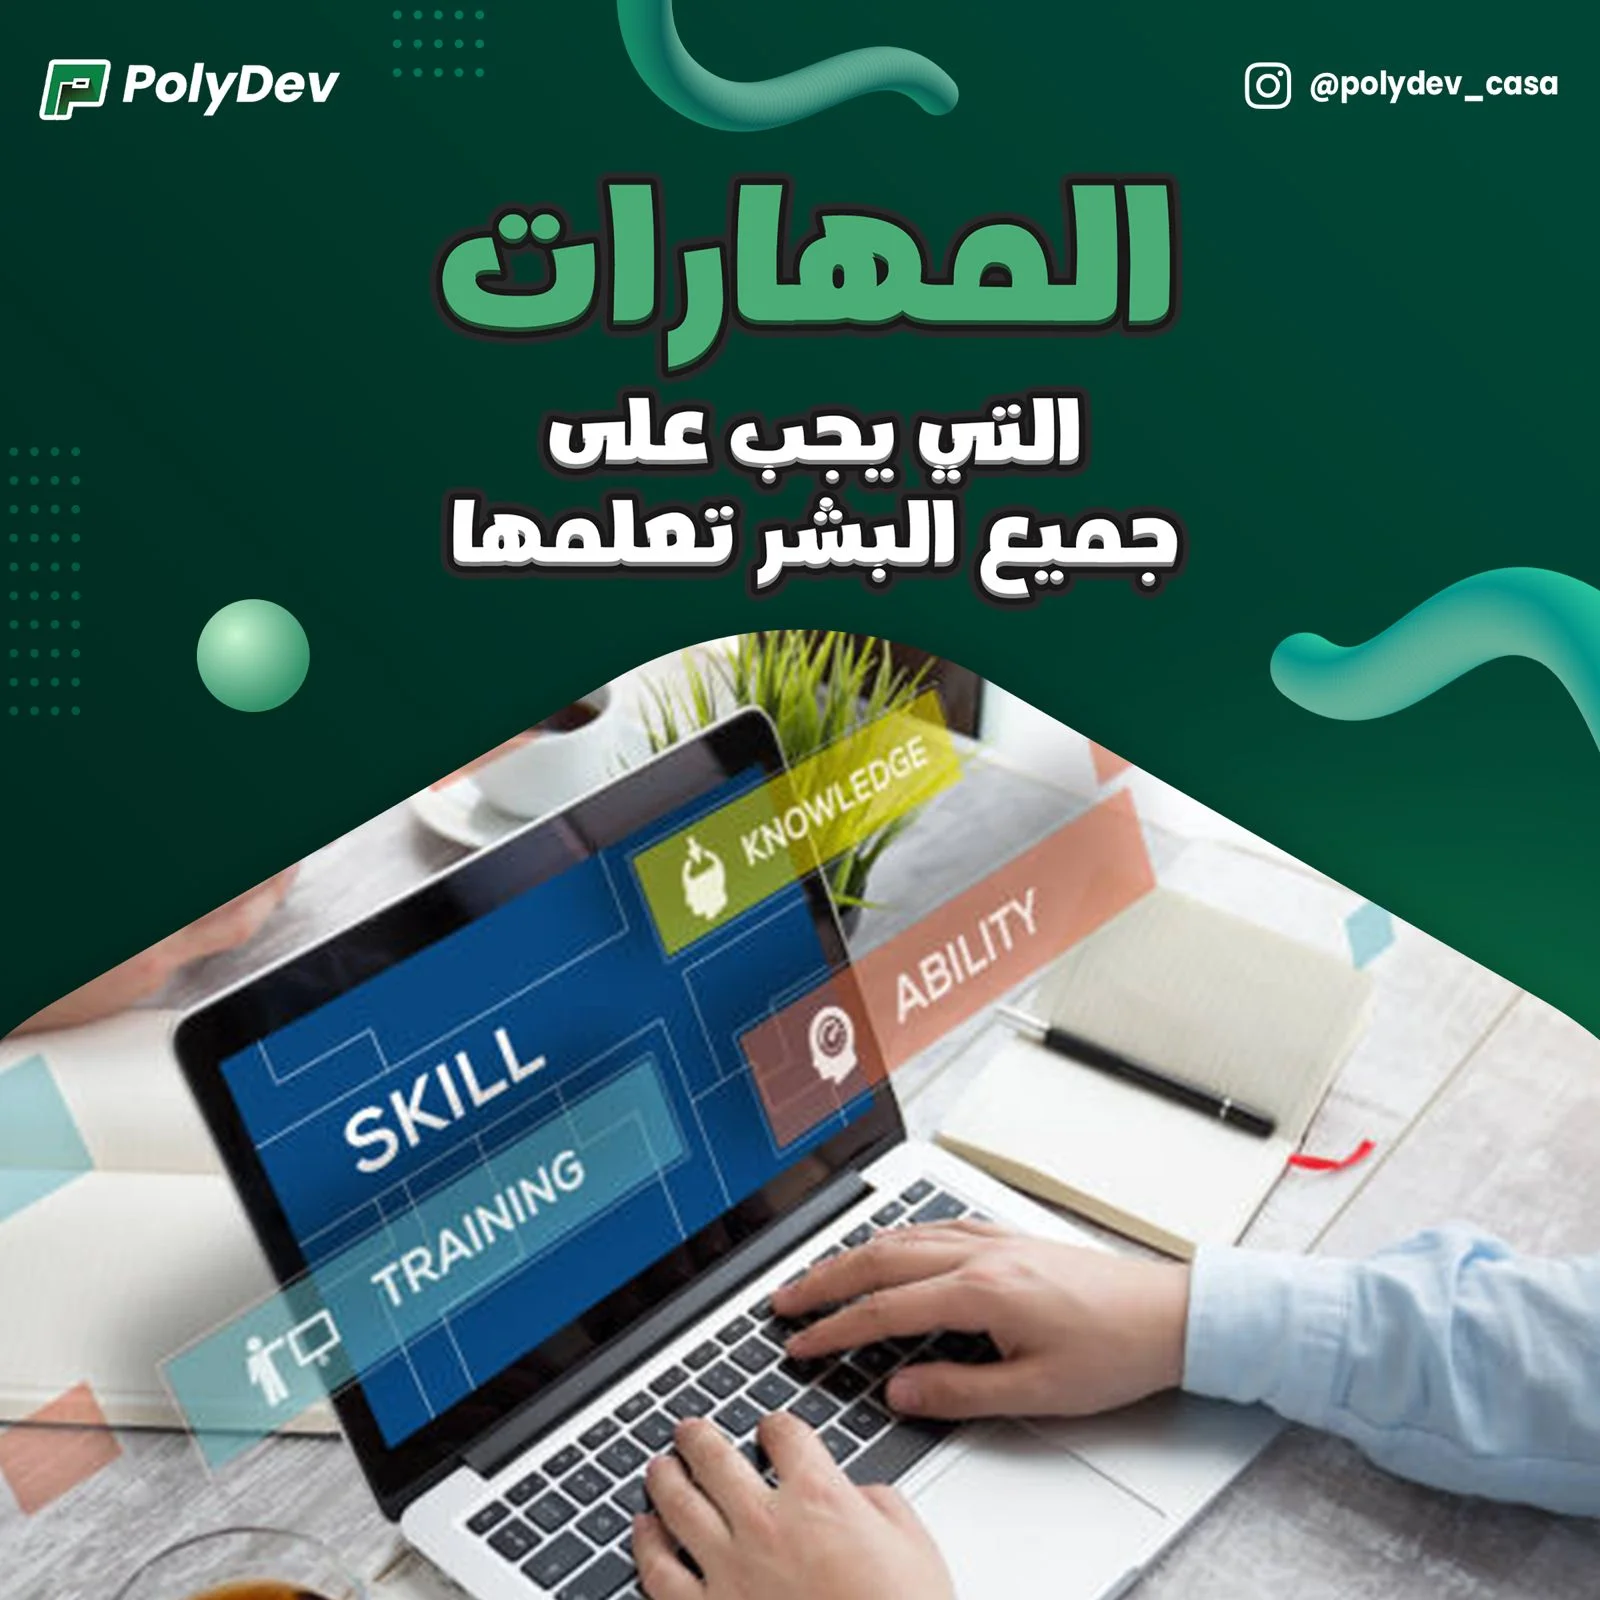 PolyDev
@polydev_casa
المهارات
التي يجب على
جميع البشر تعلمها
KNOWLEDGE
ABILITY
SKILL
TRAINING